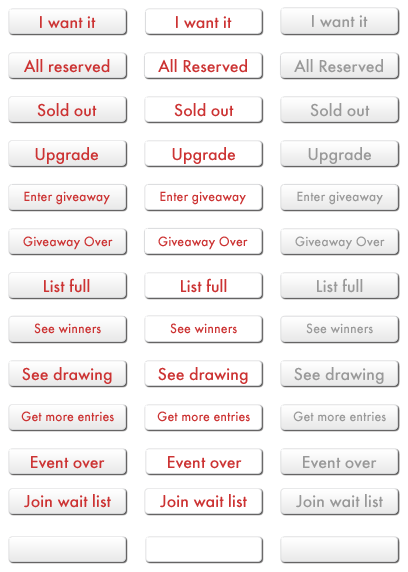 I want it I want it I want it
All reserved All Reserved All Reserved
Sold out Sold out Sold out
Upgrade Upgrade Upgrade
Enter giveaway Enter giveaway Enter giveaway
Giveaway Over Giveaway Over Giveaway Over
List full List full List full
See winners See winners See winners
See drawing See drawing See drawing
Get more entries Get more entries Get more entries
Event over Event over Event over
Join wait list Join wait list Join wait list